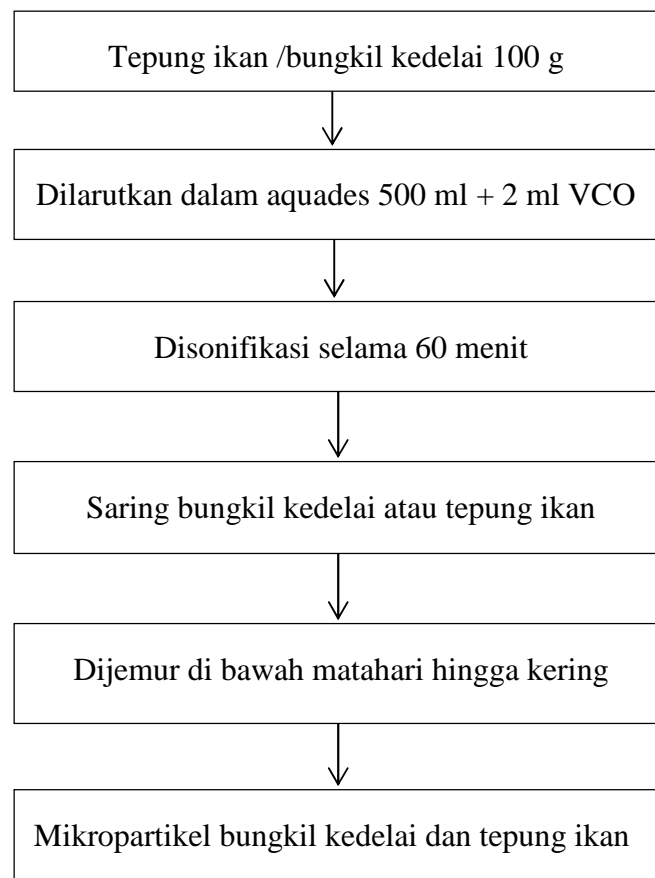 Tepung ikan /bungkil kedelai 100 g
Dilarutkan dalam aquades 500 ml + 2 ml VCO
Disonifikasi selama 60 menit
Saring bungkil kedelai atau tepung ikan
Dijemur di bawah matahari hingga kering
Mikropartikel bungkil kedelai dan tepung ikan